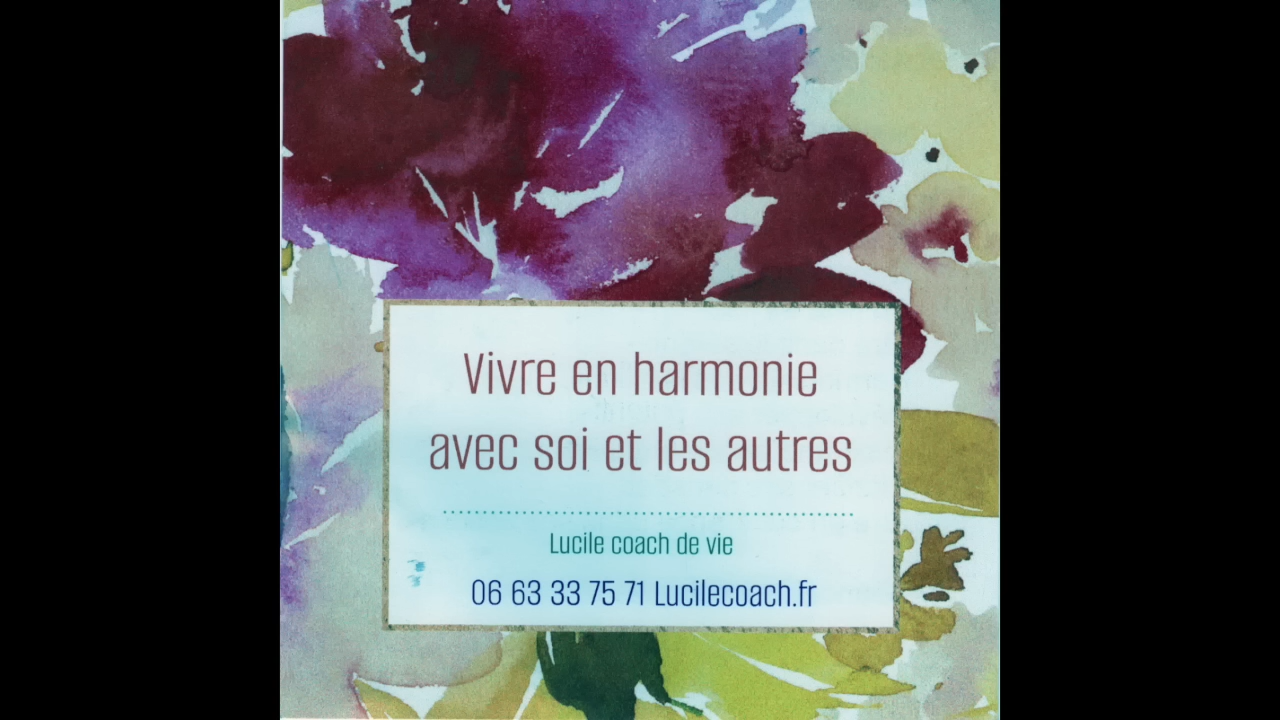 Vivre en harmonie
avec soi et les autres
Lucile coach de vie
06 63 33 75 71 Lucilecoach.fr